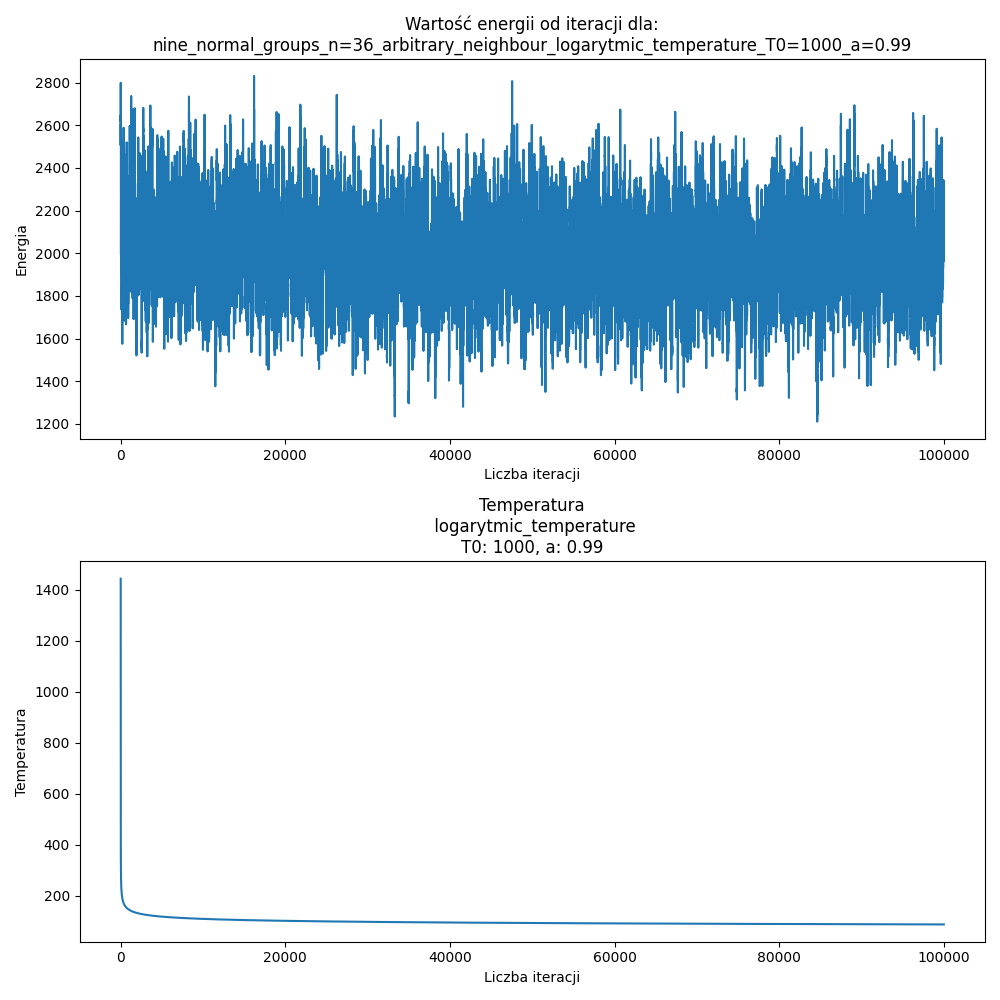 Wartość energii od iteracji dla:
nine_normal_groups_n=36_arbitrary_neighbour_logarytmic_temperature_T0=1000_a=0.99
2800
2600
2400
2200
2000
1800
1600
1400
1200
Energia
0 20000 40000 60000 80000 100000
Liczba iteracji
Temperatura
logarytmic_temperature
T0: 1000, a: 0.99
1400
1200
1000
800
600
400
200
Temperatura
0 20000 40000 60000 80000 100000
Liczba iteracji